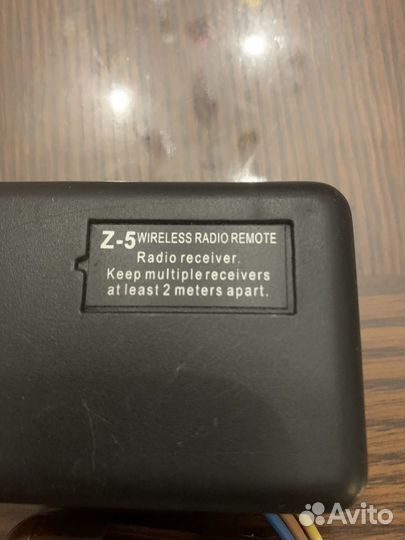 Z-5 WIRELESS RADIO REMOTE
Radio receiver.
Keep multiple receivers
at least 2 meters apart.
Avito